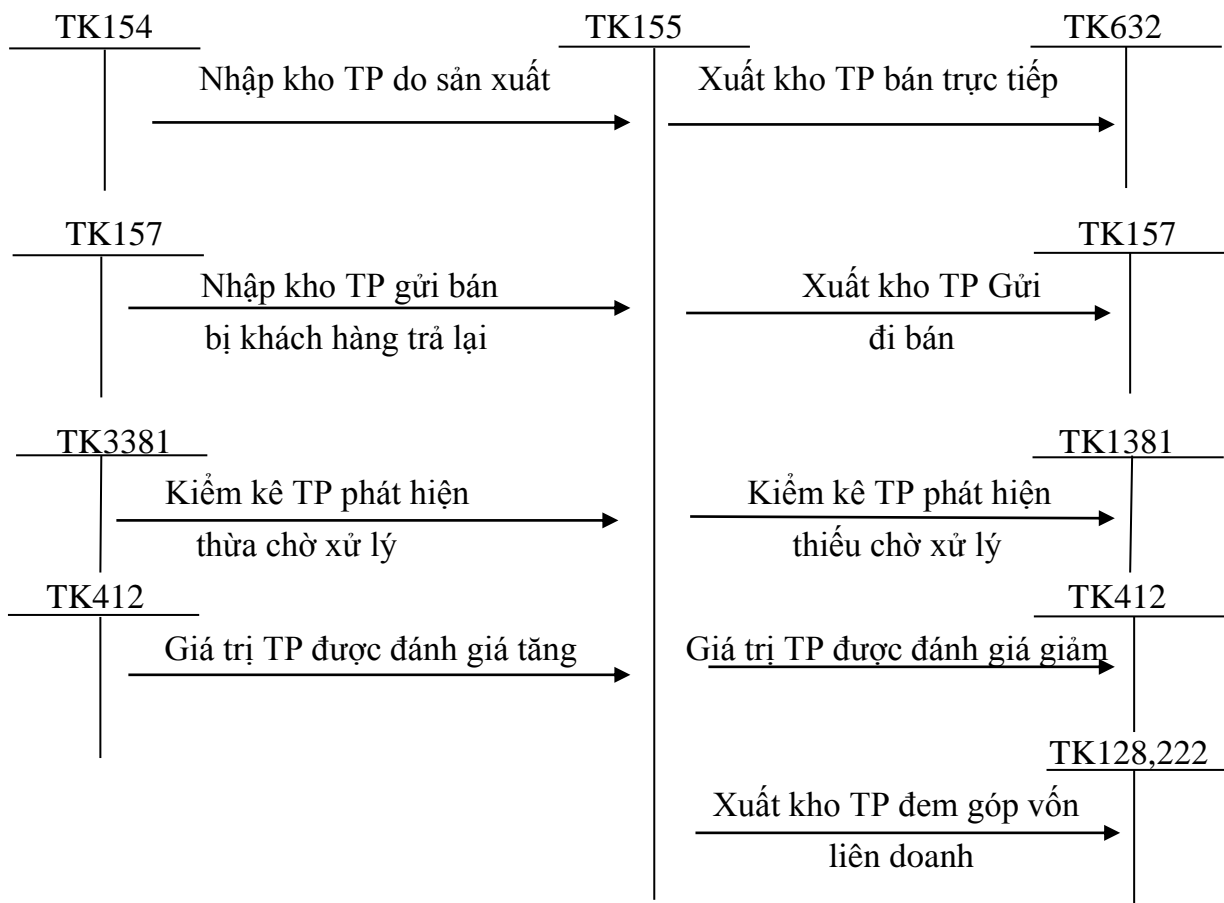 TK154 TK155 TK632
Nhập kho TP do sản xuất Xuất kho TP bán trực tiếp
TK157 TK157
Nhập kho TP gửi bán Xuất kho TP Gửi
bị khách hàng trả lại đi bán
TK3381 TK1381
Kiểm kê TP phát hiện Kiểm kê TP phát hiện
thừa chờ xử lý thiếu chờ xử lý
TK412 TK412
Giá trị TP được đánh giá tăng Giá trị TP được đánh giá giảm
TK128,222
Xuất kho TP đem góp vốn
liên doanh